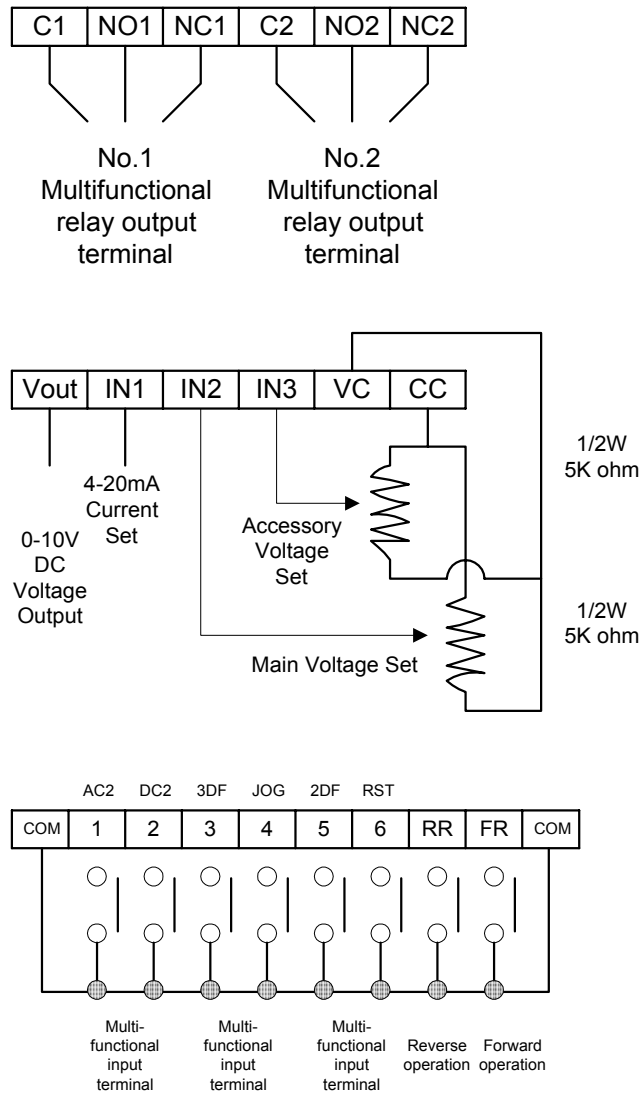 C1 NO1 NC1 C2 NO2 NC2
No.1
Multifunctional
relay output
terminal
No.2
Multifunctional
relay output
terminal
Vout IN1 IN2 IN3 VC CC
0-10V
DC
Voltage
Output
4-20mA
Current
Set
Accessory
Voltage
Set
1/2W
5K ohm
Main Voltage Set
1/2W
5K ohm
AC2 DC2 3DF JOG 2DF RST
COM 1 2 3 4 5 6 RR FR COM
Multi-
functional
input
terminal
Multi-
functional
input
terminal
Multi-
functional
input
terminal
Reverse
operation
Forward
operation